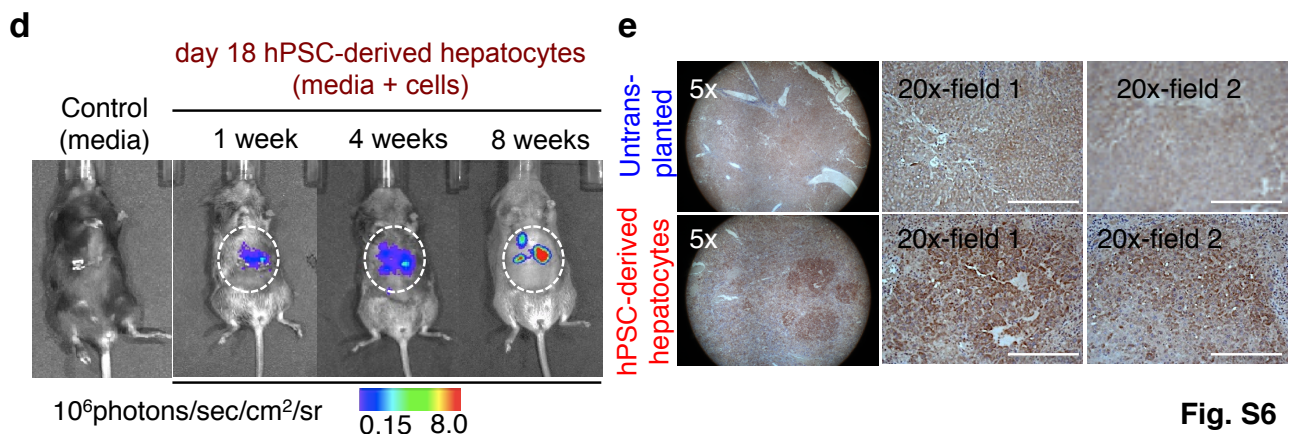 d
day 18 hPSC-derived hepatocytes
(media + cells)
Control
(media)
1 week
4 weeks
8 weeks
10⁶photons/sec/cm²/sr
0.15
8.0
e
Untrans-
planted
5x
20x-field 1
20x-field 2
hPSC-derived
hepatocytes
5x
20x-field 1
20x-field 2
Fig. S6